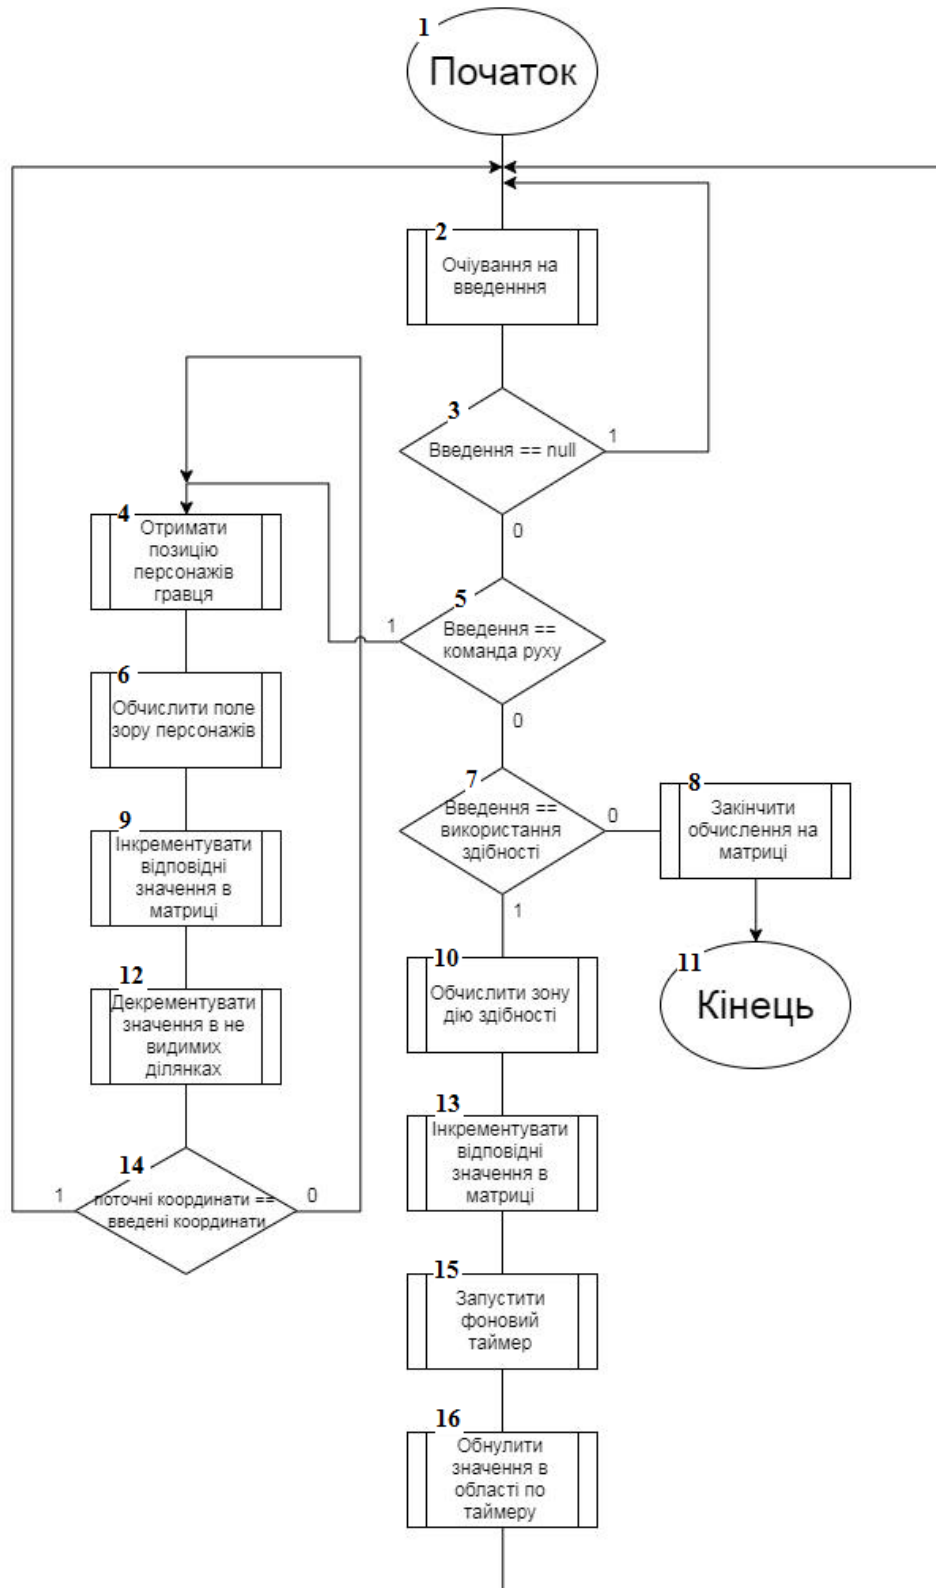 1
Початок
2
Очіування на
введенння
3
Введення == null
1
0
4
Отримати
позицію
персонажів
гравця
5
Введення ==
команда руху
1
0
6
Обчислити поле
зору персонажів
7
Введення ==
використання
здібності
0
1
8
Закінчити
обчислення на
матриці
9
Інкрементувати
відповідні
значення в
матриці
10
Обчислити зону
дію здібності
11
Кінець
12
Декрементувати
значення в не
видимих
ділянках
13
Інкрементувати
відповідні
значення в
матриці
14
поточні координати ==
введені координати
1
0
15
Запустити
фоновий
таймер
16
Обнулити
значення в
області по
таймеру